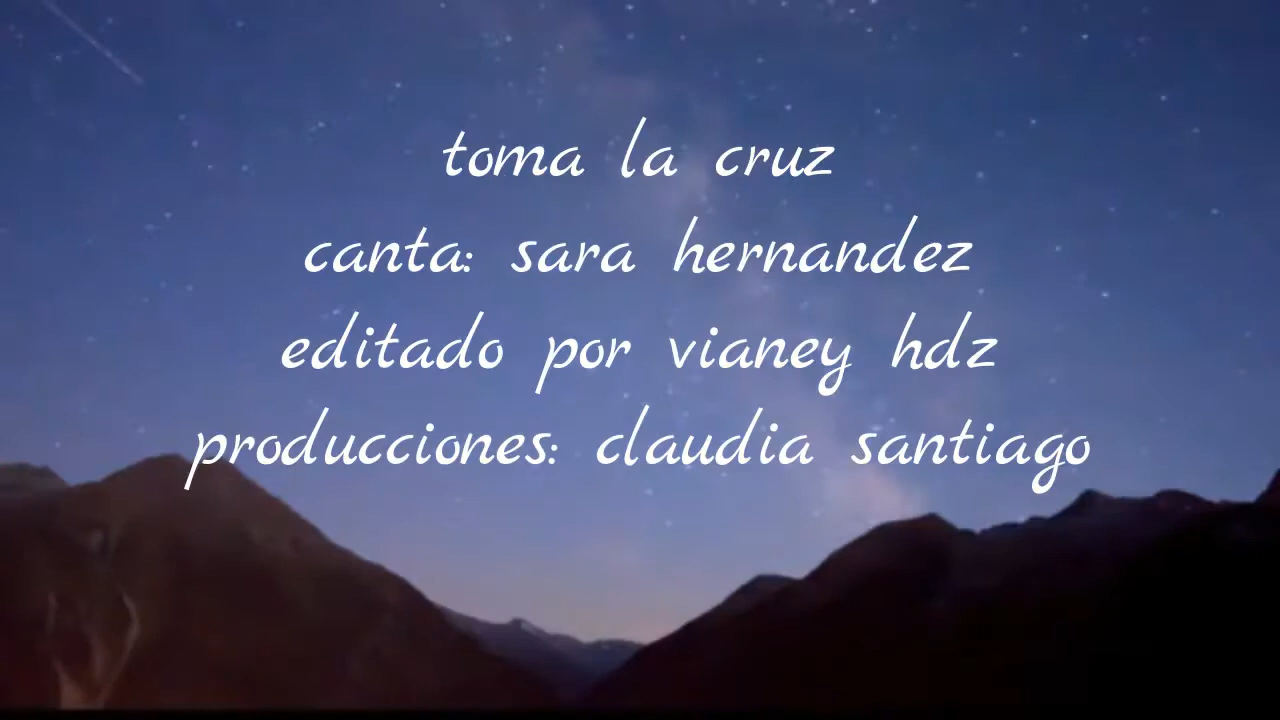 toma la cruz
canta: sara hernandez
editado por vianey hdz
producciones: claudia santiago